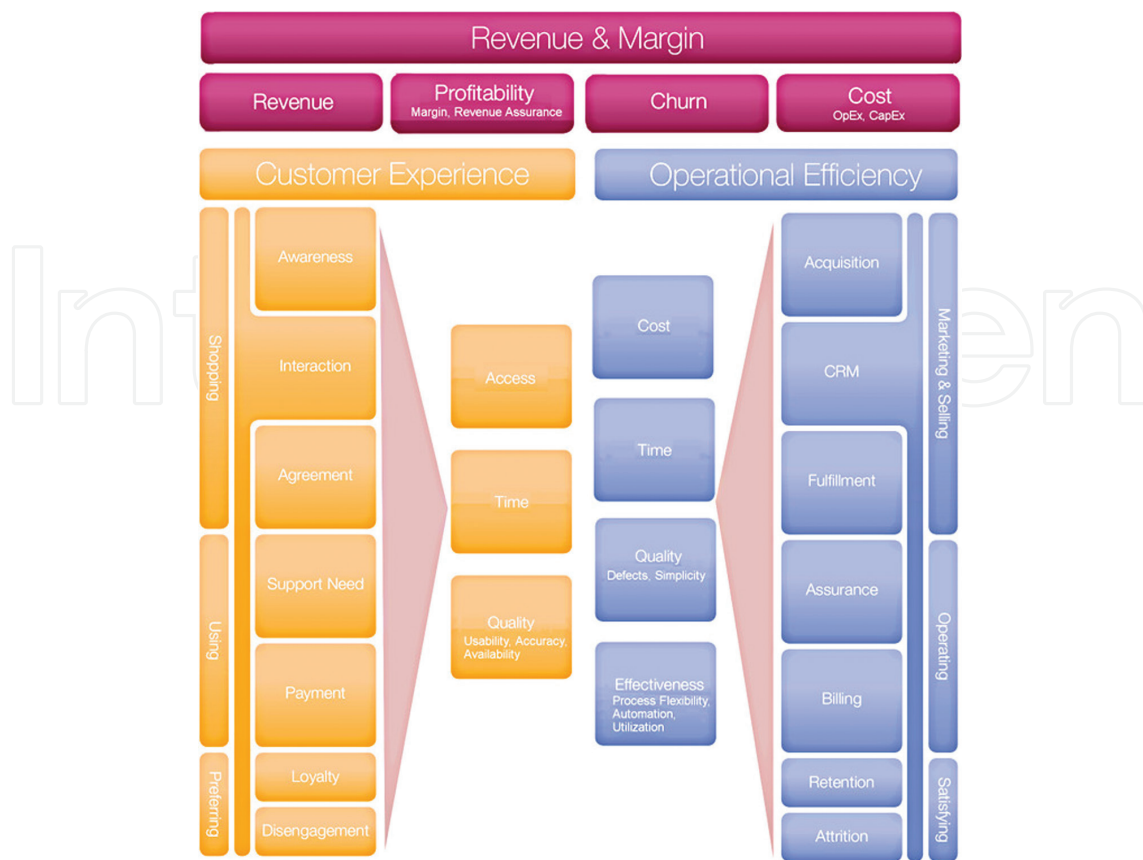 Revenue & Margin
Revenue
Profitability
Margin, Revenue Assurance
Churn
Cost
OpEx, CapEx
Customer Experience
Operational Efficiency
Shopping
Using
Preferring
Awareness
Interaction
Agreement
Support Need
Payment
Loyalty
Disengagement
Access
Time
Quality
Usability, Accuracy,
Availability
Cost
Time
Quality
Defects, Simplicity
Effectiveness
Process Flexibility,
Automation,
Utilization
Acquisition
CRM
Fulfillment
Assurance
Billing
Retention
Attrition
Marketing & Selling
Operating
Satisfying